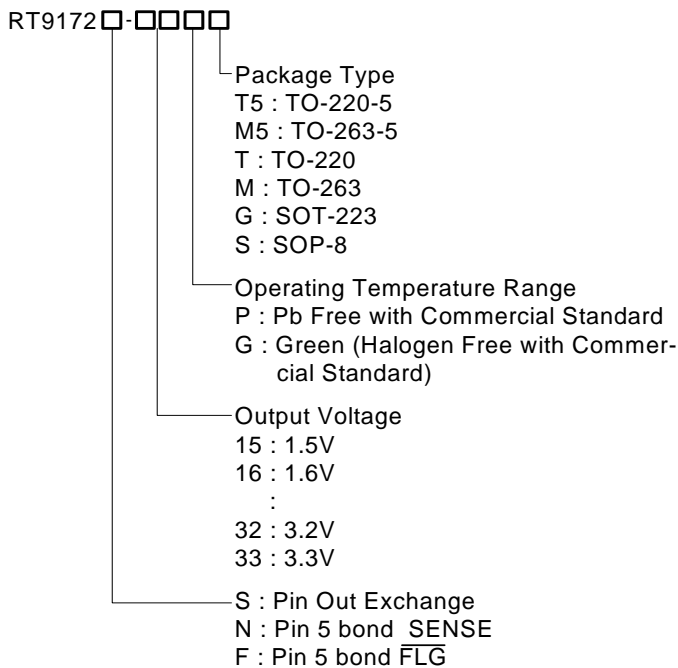 RT9172□-□□□□
Package Type
T5 : TO-220-5
M5 : TO-263-5
T : TO-220
M : TO-263
G : SOT-223
S : SOP-8
Operating Temperature Range
P : Pb Free with Commercial Standard
G : Green (Halogen Free with Commer-
cial Standard)
Output Voltage
15 : 1.5V
16 : 1.6V
:
32 : 3.2V
33 : 3.3V
S : Pin Out Exchange
N : Pin 5 bond SENSE
F : Pin 5 bond F̅L̅G̅